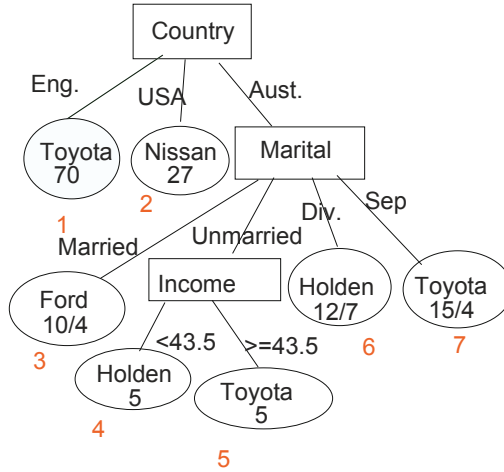 Country
Eng.
USA
Aust.
Toyota
70
Nissan
27
Marital
1
2
Married
Unmarried
Div.
Sep
Ford
10/4
Income
Holden
12/7
Toyota
15/4
3
<43.5
>=43.5
6
7
Holden
5
Toyota
5
4
5